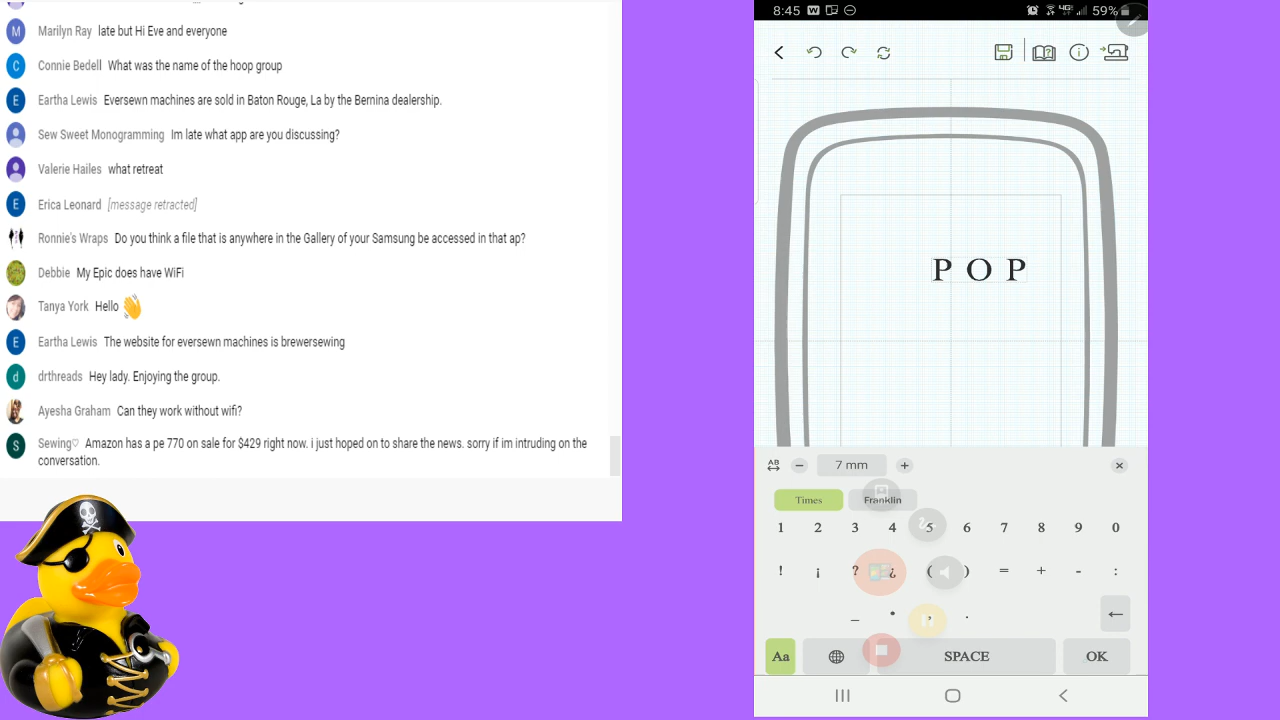 Marilyn Ray late but Hi Eve and everyone
Connie Bedell What was the name of the hoop group
Eartha Lewis Eversewn machines are sold in Baton Rouge, La by the Bernina dealership.
Sew Sweet Monogramming Im late what app are you discussing?
Valerie Hailes what retreat
Erica Leonard [message retracted]
Ronnie's Wraps Do you think a file that is anywhere in the Gallery of your Samsung be accessed in that ap?
Debbie My Epic does have WiFi
Tanya York Hello 👋
Eartha Lewis The website for eversewn machines is brewersewing
drthreads Hey lady. Enjoying the group.
Ayesha Graham Can they work without wifi?
Sewing♡ Amazon has a pe 770 on sale for $429 right now. i just hoped on to share the news. sorry if im intruding on the
conversation.
M
C
E
E
E
d
S
8:45 W 4G 59%
P O P
AB − 7 mm + ×
Times Franklin
1 2 3 4 5 6 7 8 9 0
! ¡ ? ¿ ( ) = + - :
_ • , . ←
Aa SPACE OK